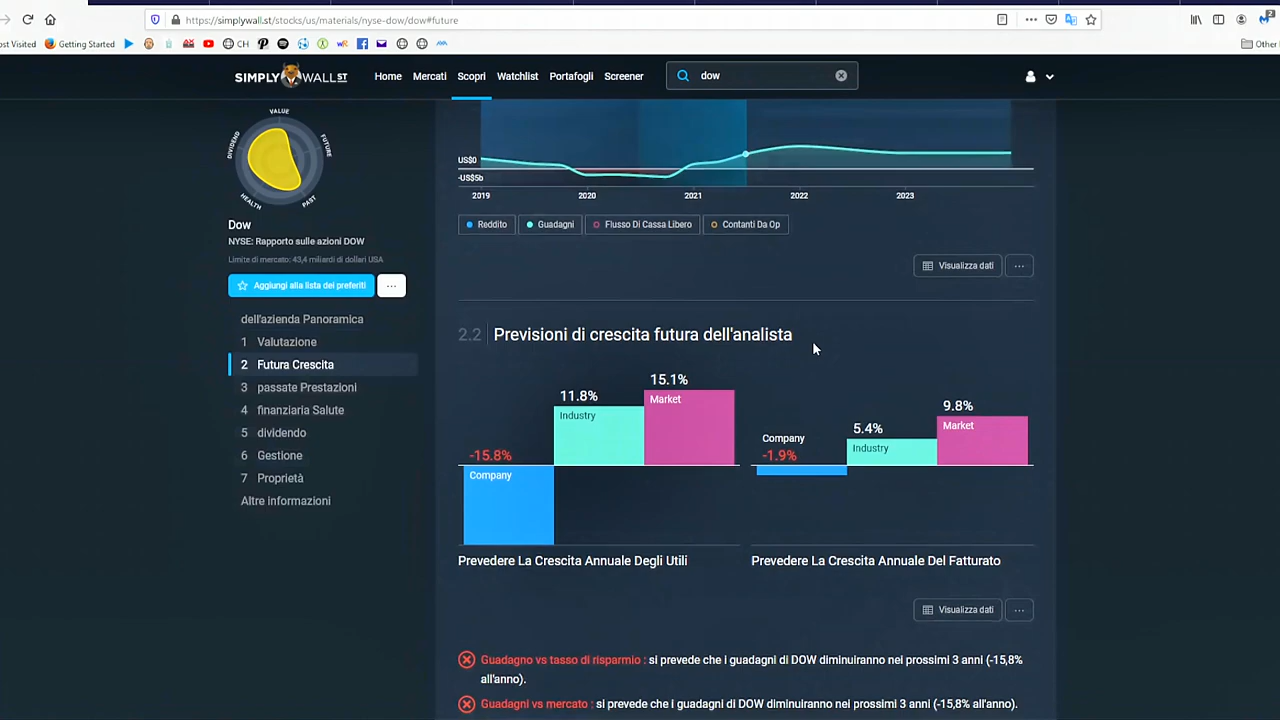 https://simplywall.st/stocks/us/materials/nyse-dow/dow#future
ost Visited
Getting Started
CH
Other
SIMPLY WALL ST
Home
Mercati
Scopri
Watchlist
Portafogli
Screener
dow
VALUE
FUTURE
PAST
HEALTH
DIVIDEND
Dow
NYSE: Rapporto sulle azioni DOW
Limite di mercato: 43,4 miliardi di dollari USA
Aggiungi alla lista dei preferiti
...
dell'azienda Panoramica
1 Valutazione
2 Futura Crescita
3 passate Prestazioni
4 finanziaria Salute
5 dividendo
6 Gestione
7 Proprietà
Altre informazioni
US$0
-US$5b
2019
2020
2021
2022
2023
Reddito
Guadagni
Flusso Di Cassa Libero
Contanti Da Op
Visualizza dati
...
2.2 Previsioni di crescita futura dell'analista
-15.8%
Company
11.8%
Industry
15.1%
Market
Prevedere La Crescita Annuale Degli Utili
Company
-1.9%
5.4%
Industry
9.8%
Market
Prevedere La Crescita Annuale Del Fatturato
Visualizza dati
...
Guadagno vs tasso di risparmio : si prevede che i guadagni di DOW diminuiranno nei prossimi 3 anni (-15,8%
all'anno).
Guadagni vs mercato : si prevede che i guadagni di DOW diminuiranno nei prossimi 3 anni (-15,8% all'anno).